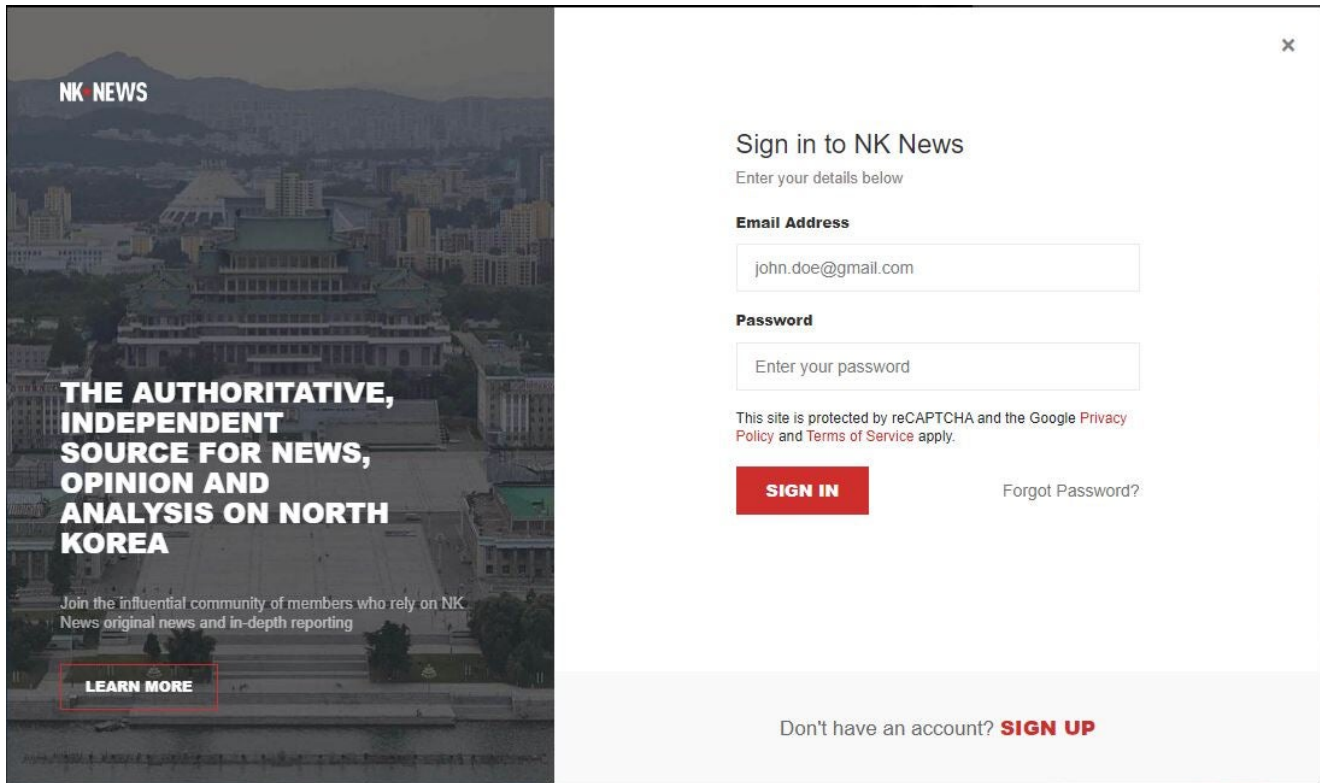 NK NEWS
THE AUTHORITATIVE,
INDEPENDENT
SOURCE FOR NEWS,
OPINION AND
ANALYSIS ON NORTH
KOREA
Join the influential community of members who rely on NK
News original news and in-depth reporting
LEARN MORE
×
Sign in to NK News
Enter your details below
Email Address
john.doe@gmail.com
Password
Enter your password
This site is protected by reCAPTCHA and the Google Privacy
Policy and Terms of Service apply.
SIGN IN
Forgot Password?
Don't have an account? SIGN UP